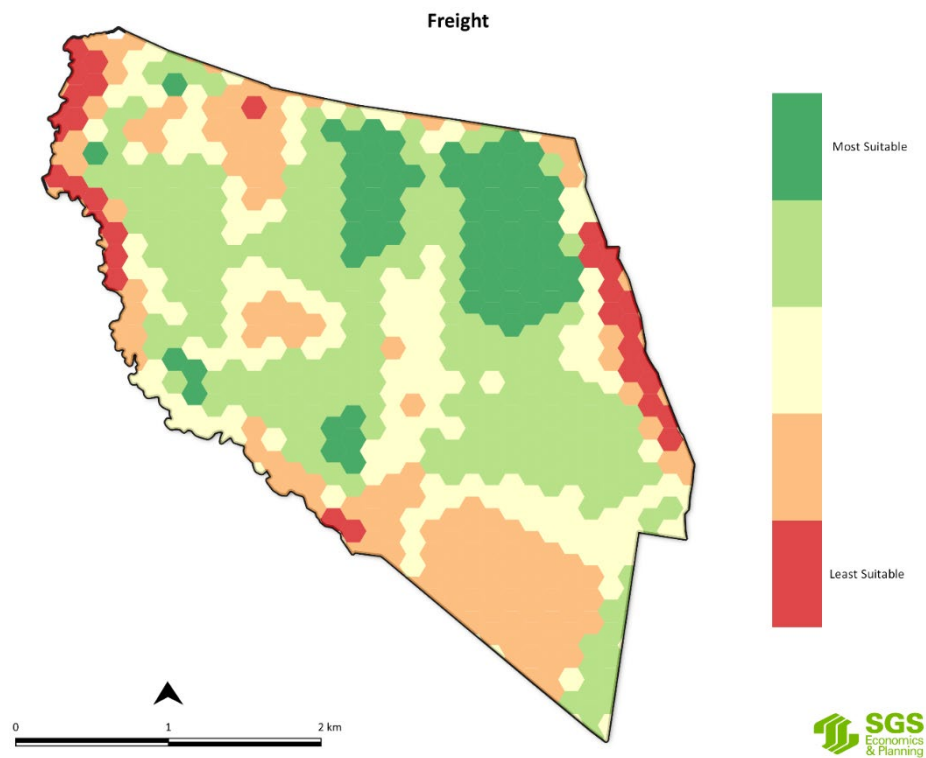 Freight
Most Suitable
Least Suitable
0 1 2 km
SGS
Economics
& Planning